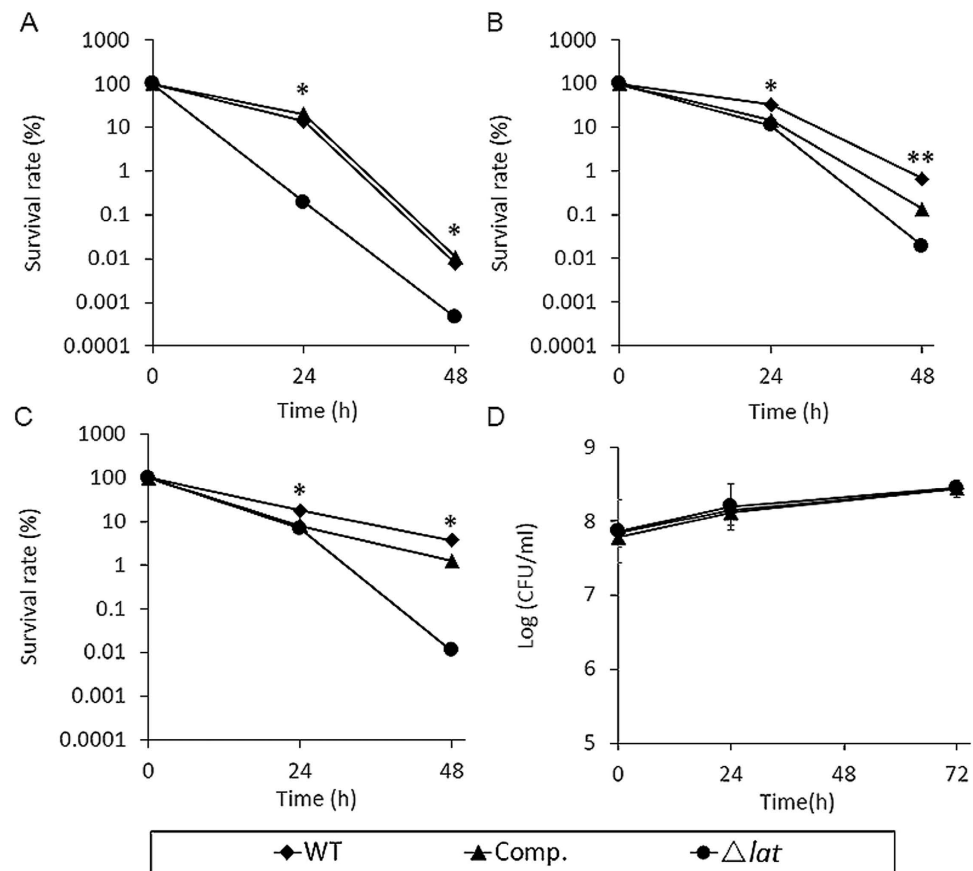 A
1000
100
10
1
0.1
0.01
0.001
0.0001
Survival rate (%)
*
*
0 24 48
Time (h)
B
1000
100
10
1
0.1
0.01
0.001
0.0001
Survival rate (%)
*
**
0 24 48
Time (h)
C
1000
100
10
1
0.1
0.01
0.001
0.0001
Survival rate (%)
*
*
0 24 48
Time (h)
D
9
8
7
6
5
Log (CFU/ml)
0 24 48 72
Time(h)
WT Comp. △lat